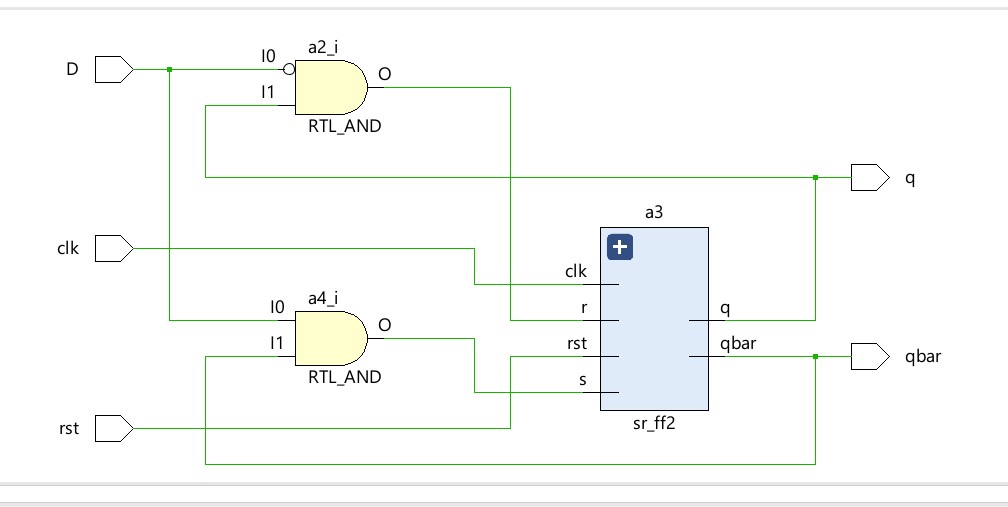 a2_i
D
I0
O
I1
RTL_AND
q
a3
clk
clk
a4_i
r
q
I0
O
I1
rst
qbar
qbar
RTL_AND
s
rst
sr_ff2